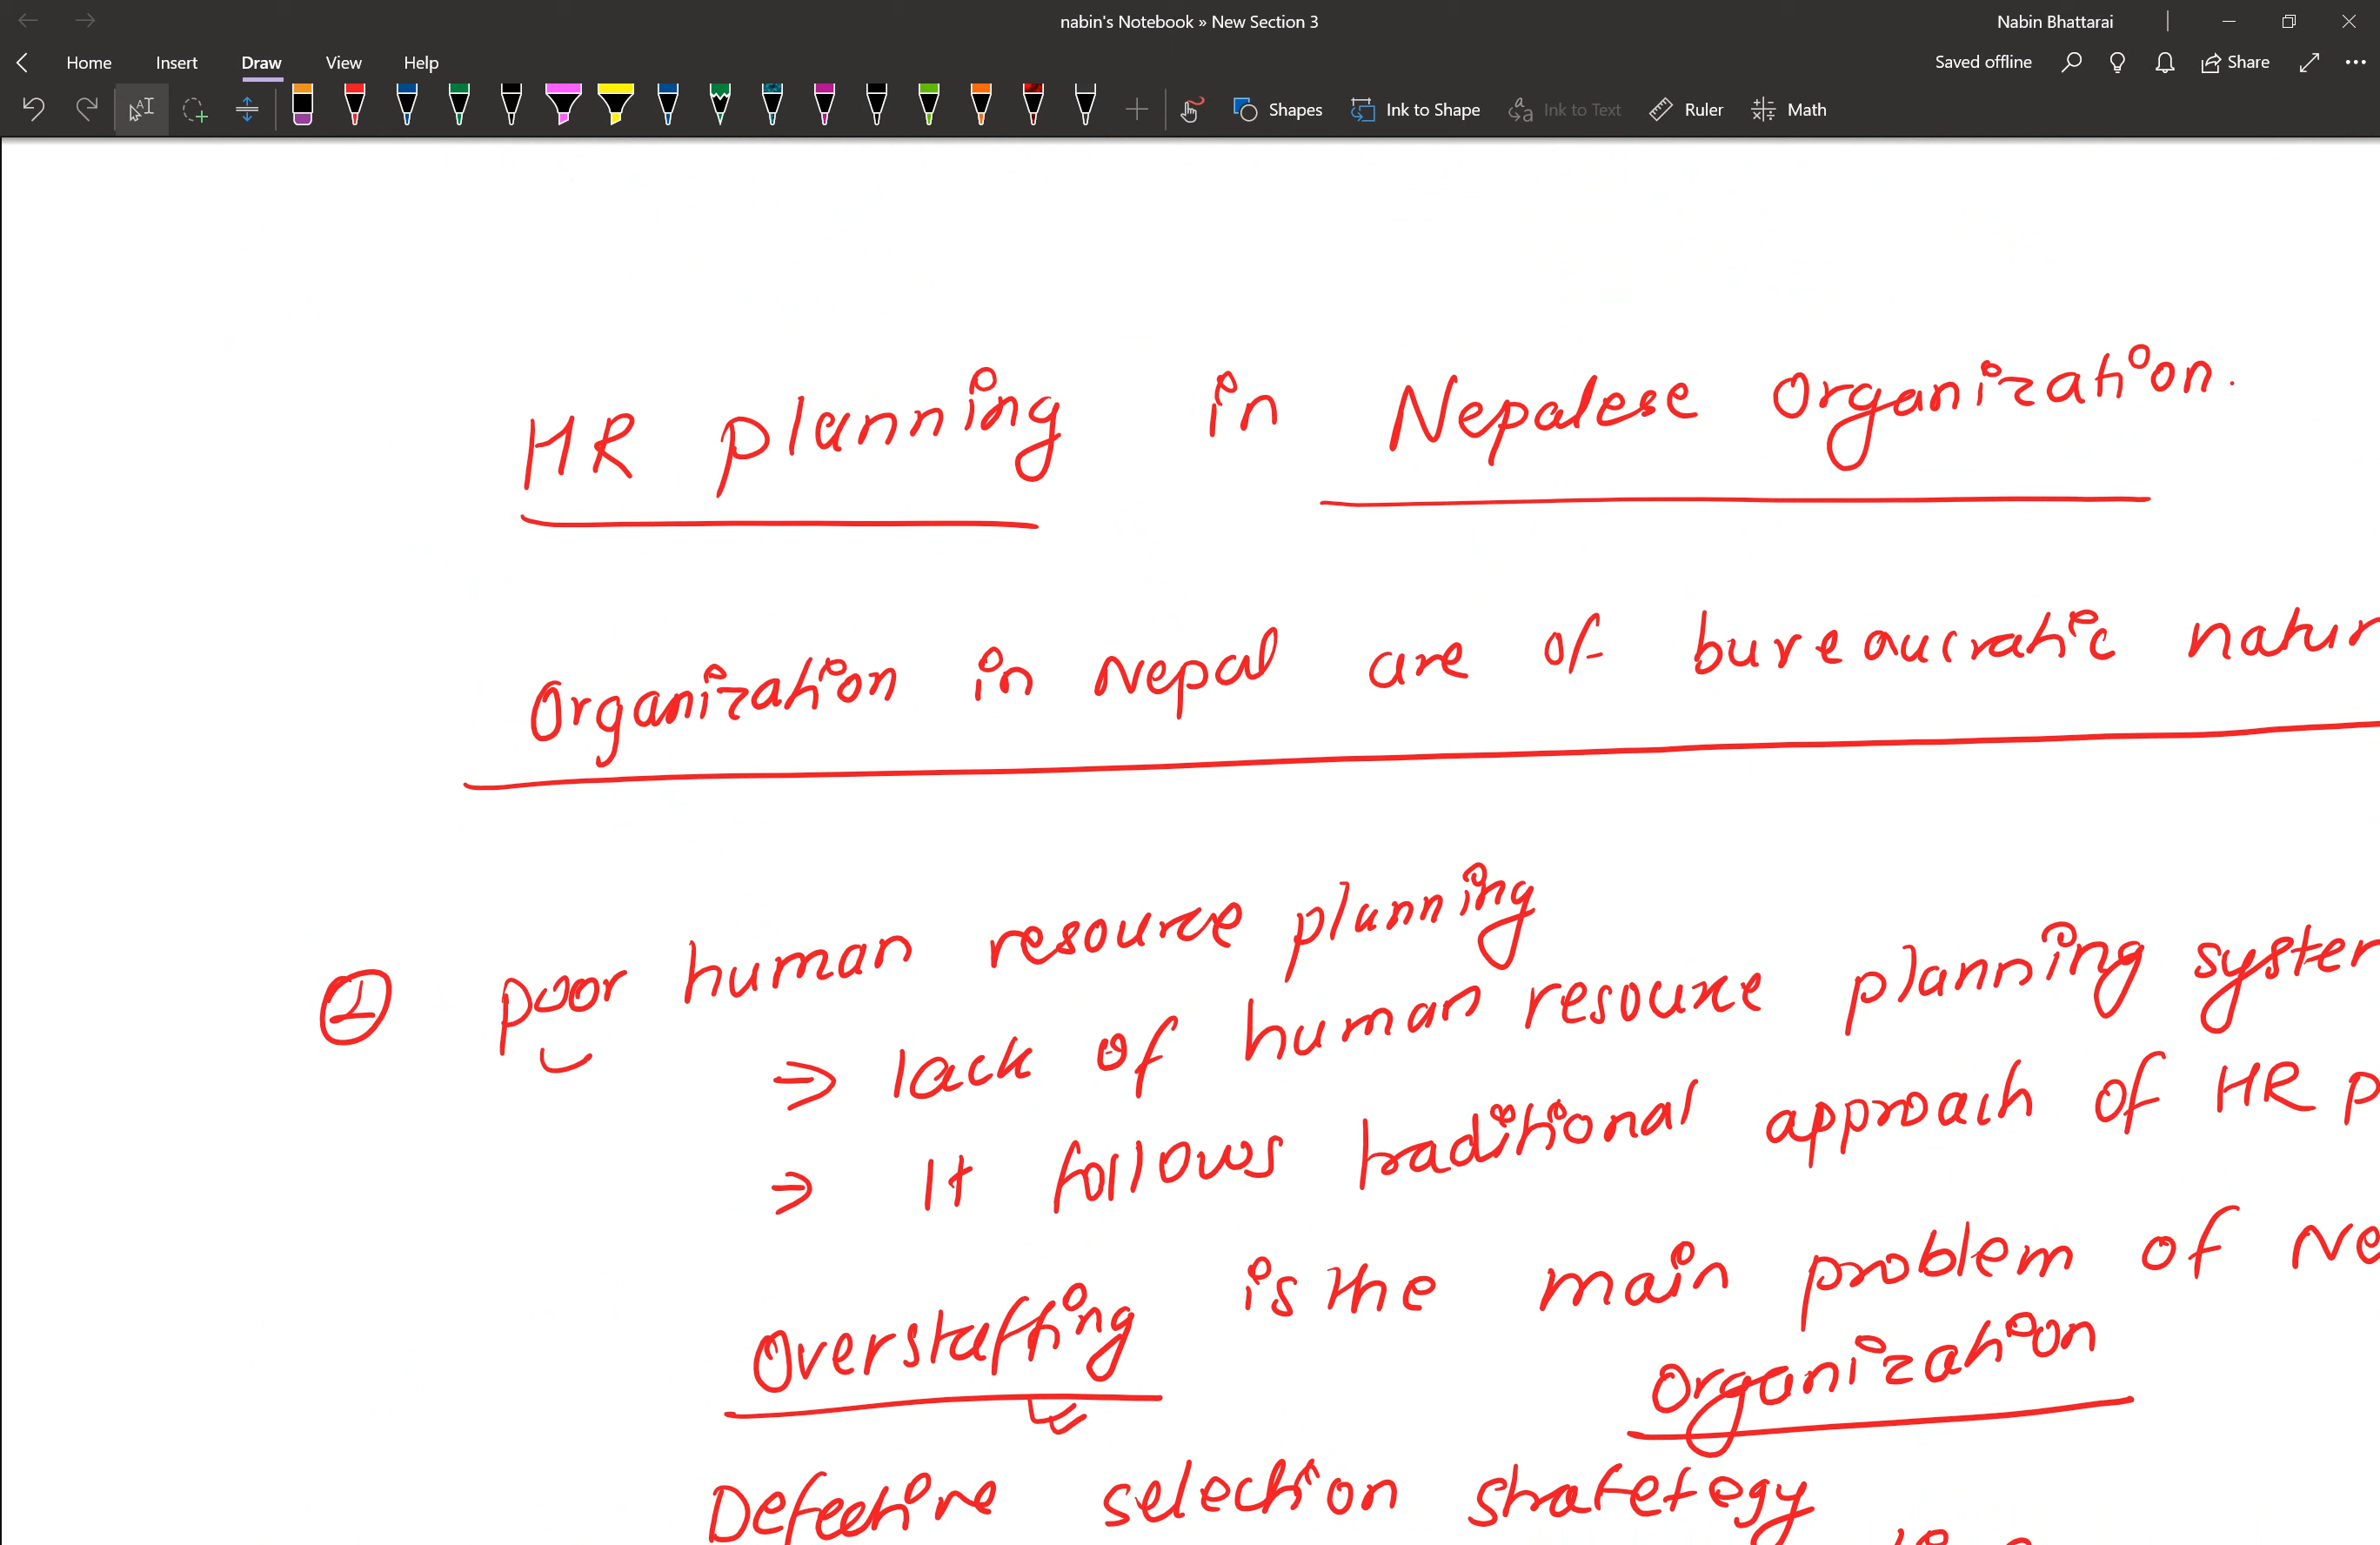 nabin's Notebook » New Section 3
Nabin Bhattarai
Home Insert Draw View Help
Saved offline
Share
Shapes Ink to Shape Ink to Text Ruler Math
HR planning in Nepalese Organization.
Organization in Nepal are of bureaucratic natur
① poor human resource planning
⇒ lack of human resource planning system
⇒ It follows traditional approach of HR p
Overstaffing is the main problem of Ne
Organization
Defective selection stratetegy